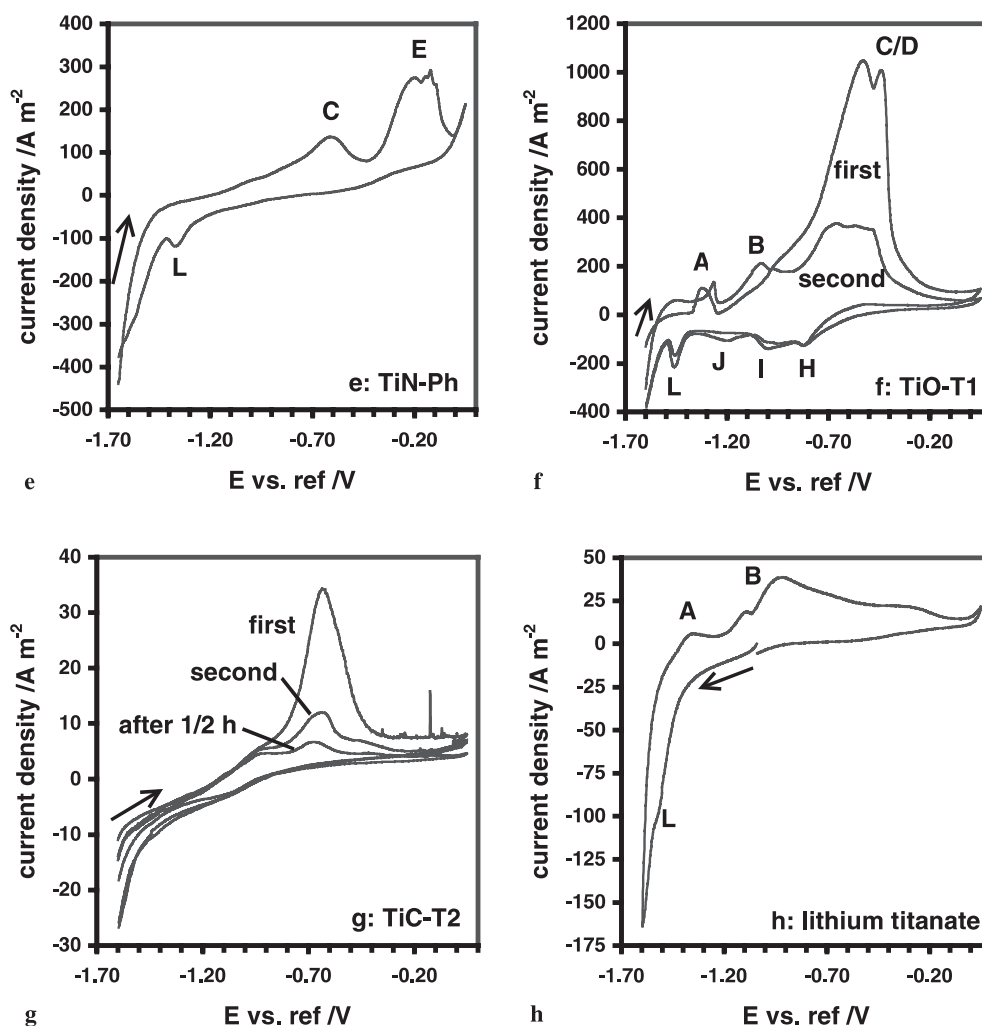 400
300
200
100
0
-100
-200
-300
-400
-500
current density /A m⁻²
C
E
L
e: TiN-Ph
-1.70 -1.20 -0.70 -0.20
E vs. ref /V
e
1200
1000
800
600
400
200
0
-200
-400
current density /A m⁻²
C/D
first
second
A
B
L
J
I
H
f: TiO-T1
-1.70 -1.20 -0.70 -0.20
E vs. ref /V
f
40
30
20
10
0
-10
-20
-30
current density /A m⁻²
first
second
after 1/2 h
g: TiC-T2
-1.70 -1.20 -0.70 -0.20
E vs. ref /V
g
50
25
0
-25
-50
-75
-100
-125
-150
-175
current density /A m⁻²
A
B
L
h: lithium titanate
-1.70 -1.20 -0.70 -0.20
E vs. ref /V
h